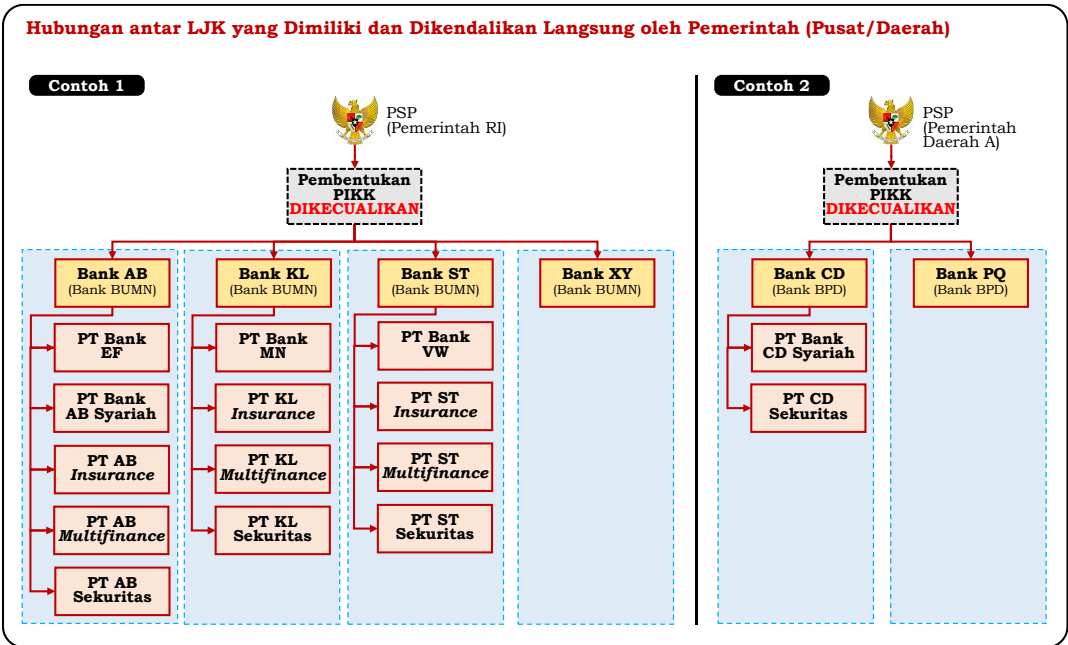 Hubungan antar LJK yang Dimiliki dan Dikendalikan Langsung oleh Pemerintah (Pusat/Daerah)
Contoh 1
PSP
(Pemerintah RI)
Pembentukan
PIKK
DIKECUALIKAN
Bank AB
(Bank BUMN)
PT Bank
EF
PT Bank
AB Syariah
PT AB
Insurance
PT AB
Multifinance
PT AB
Sekuritas
Bank KL
(Bank BUMN)
PT Bank
MN
PT KL
Insurance
PT KL
Multifinance
PT KL
Sekuritas
Bank ST
(Bank BUMN)
PT Bank
VW
PT ST
Insurance
PT ST
Multifinance
PT ST
Sekuritas
Bank XY
(Bank BUMN)
Contoh 2
PSP
(Pemerintah
Daerah A)
Pembentukan
PIKK
DIKECUALIKAN
Bank CD
(Bank BPD)
PT Bank
CD Syariah
PT CD
Sekuritas
Bank PQ
(Bank BPD)